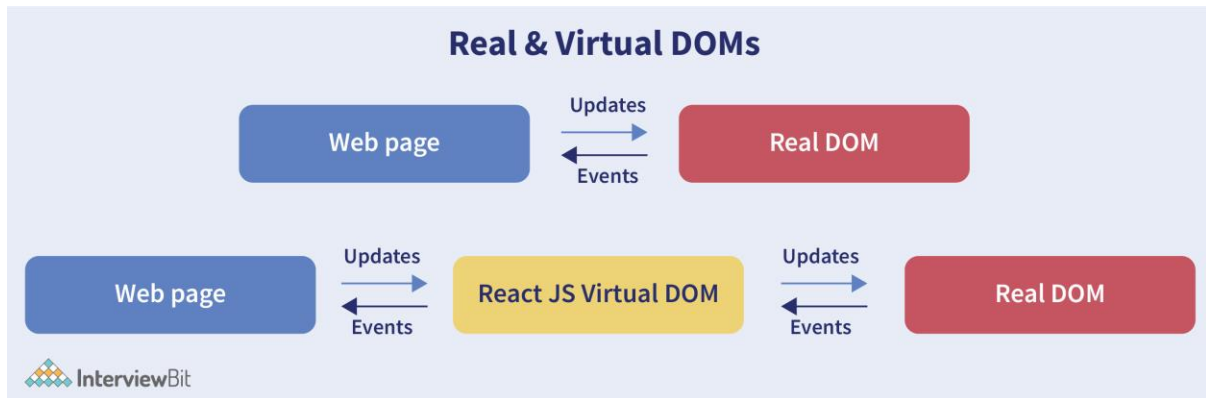 Real & Virtual DOMs
Updates
Web page
Real DOM
Events
Updates
Updates
Web page
React JS Virtual DOM
Real DOM
Events
Events
InterviewBit